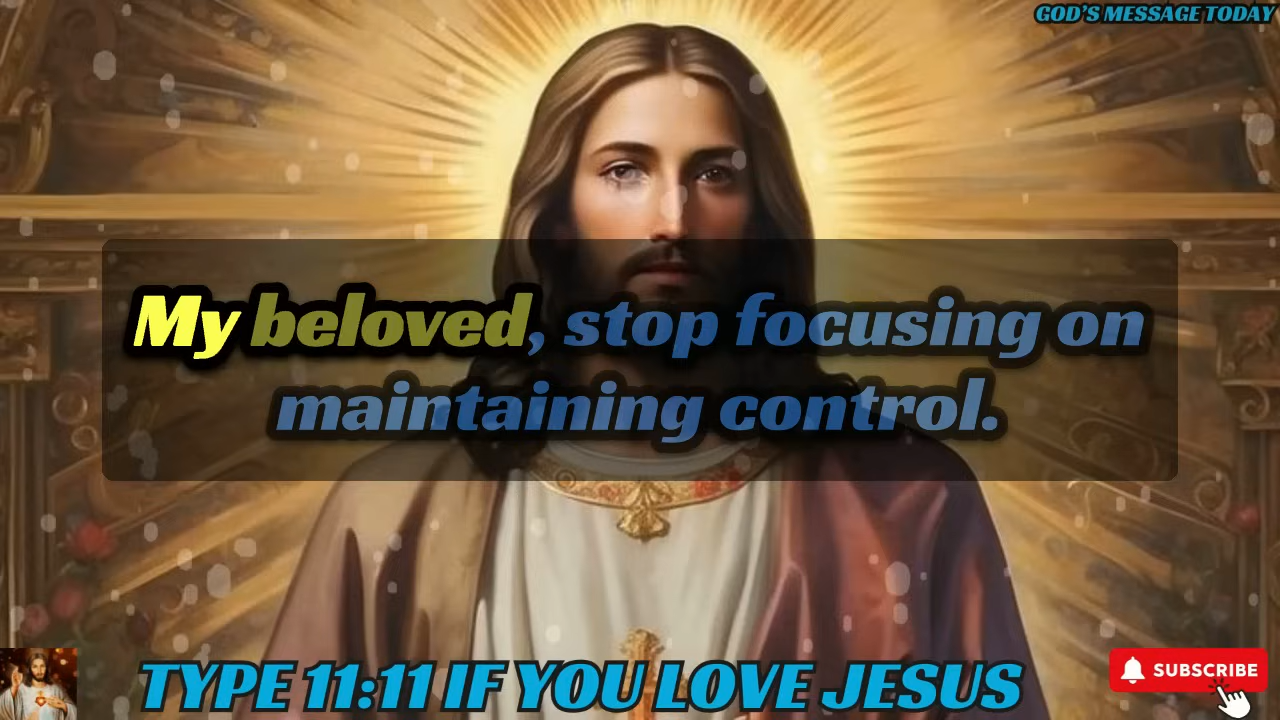 GOD'S MESSAGE TODAY
My beloved, stop focusing on
maintaining control.
TYPE 11:11 IF YOU LOVE JESUS
SUBSCRIBE